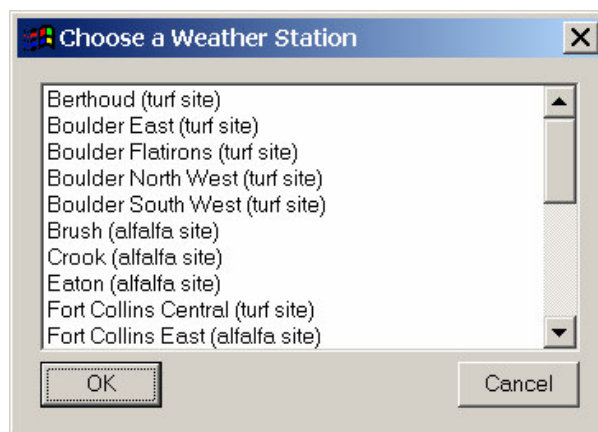 Choose a Weather Station
Berthoud (turf site)
Boulder East (turf site)
Boulder Flatirons (turf site)
Boulder North West (turf site)
Boulder South West (turf site)
Brush (alfalfa site)
Crook (alfalfa site)
Eaton (alfalfa site)
Fort Collins Central (turf site)
Fort Collins East (alfalfa site)
OK
Cancel